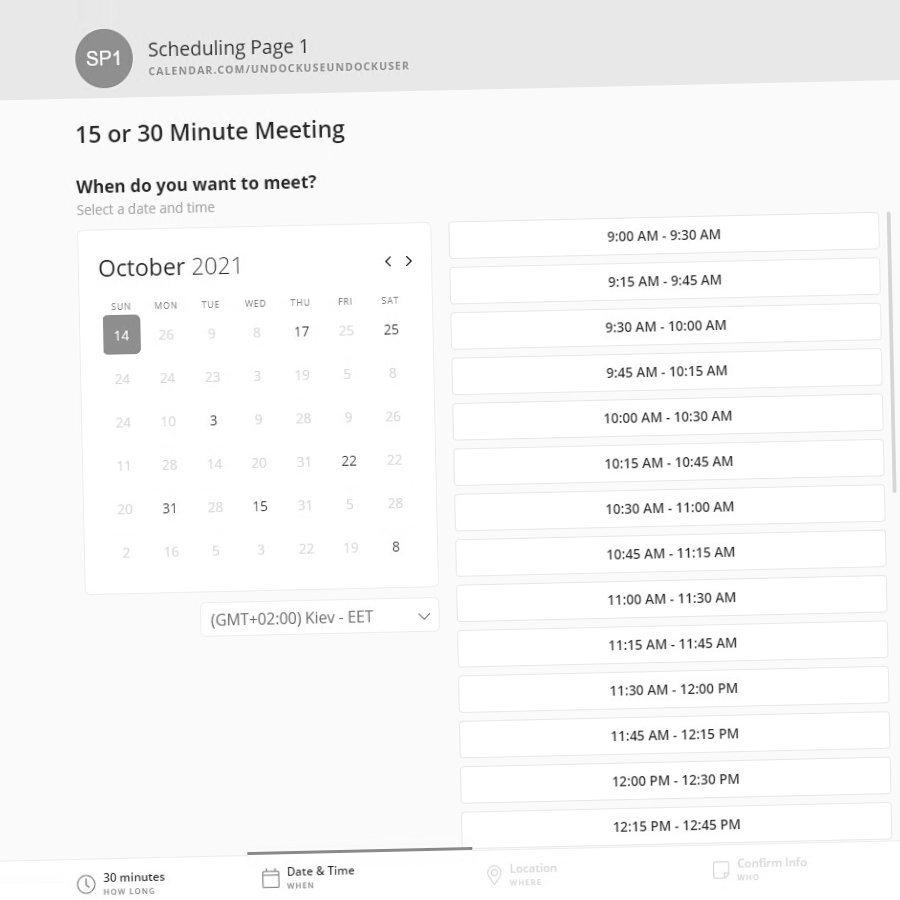 SP1
Scheduling Page 1
CALENDAR.COM/UNDOCKUSEUNDOCKUSER
15 or 30 Minute Meeting
When do you want to meet?
Select a date and time
October 2021
SUN MON TUE WED THU FRI SAT
14 26 9 8 17 25 25
24 24 23 3 19 5 8
24 10 3 9 28 9 26
11 28 14 20 31 22 22
20 31 28 15 31 5 28
2 16 5 3 22 19 8
(GMT+02:00) Kiev - EET
9:00 AM - 9:30 AM
9:15 AM - 9:45 AM
9:30 AM - 10:00 AM
9:45 AM - 10:15 AM
10:00 AM - 10:30 AM
10:15 AM - 10:45 AM
10:30 AM - 11:00 AM
10:45 AM - 11:15 AM
11:00 AM - 11:30 AM
11:15 AM - 11:45 AM
11:30 AM - 12:00 PM
11:45 AM - 12:15 PM
12:00 PM - 12:30 PM
12:15 PM - 12:45 PM
30 minutes
HOW LONG
Date & Time
WHEN
Location
WHERE
Confirm Info
WHO